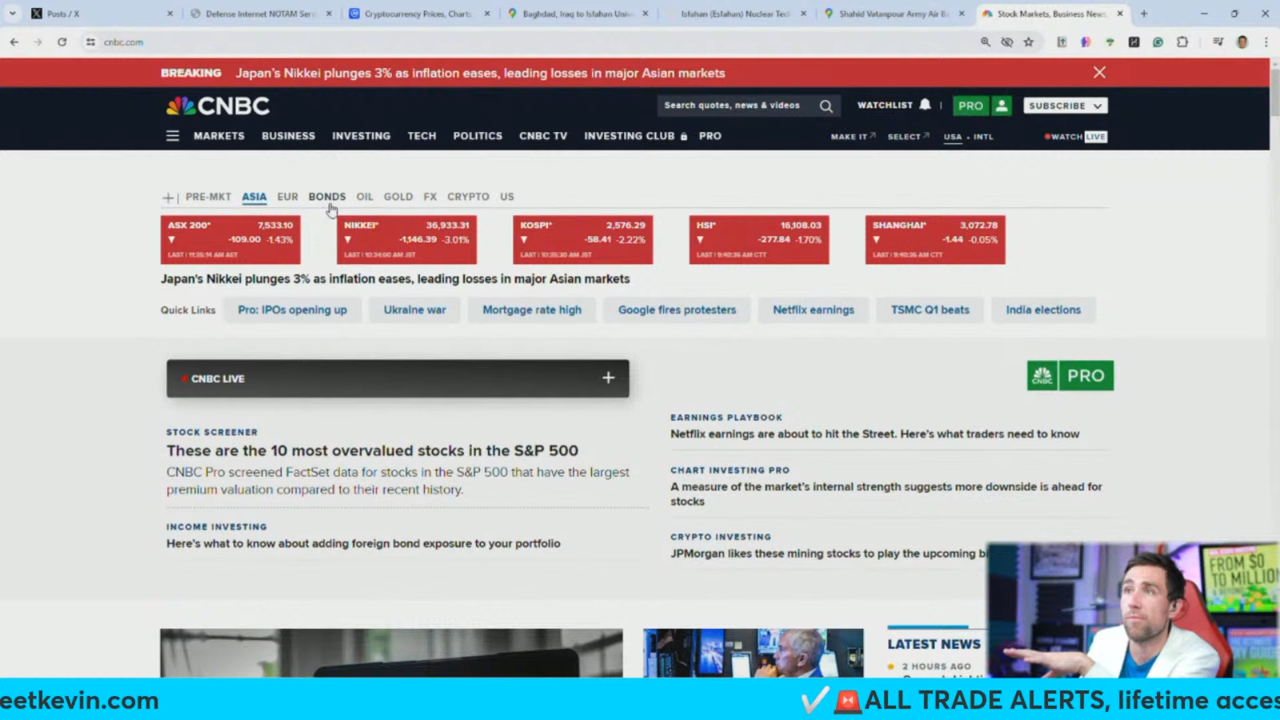 Posts / X
Defense Internet NOTAM Serv
Cryptocurrency Prices, Charts
Baghdad, Iraq to Isfahan Univ
Isfahan (Esfahan) Nuclear Tec
Shahid Vatanpour Army Air B
Stock Markets, Business News
cnbc.com
BREAKING Japan's Nikkei plunges 3% as inflation eases, leading losses in major Asian markets
CNBC
Search quotes, news & videos
WATCHLIST
PRO
SUBSCRIBE
MARKETS BUSINESS INVESTING TECH POLITICS CNBC TV INVESTING CLUB PRO
MAKE IT SELECT USA • INTL WATCH LIVE
PRE-MKT ASIA EUR BONDS OIL GOLD FX CRYPTO US
ASX 200* 7,533.10
-109.00 -1.43%
NIKKEI* 36,933.31
-1,146.39 -3.01%
KOSPI* 2,576.29
-58.41 -2.22%
HSI* 16,108.03
-277.84 -1.70%
SHANGHAI* 3,072.78
-1.44 -0.05%
Japan's Nikkei plunges 3% as inflation eases, leading losses in major Asian markets
Quick Links Pro: IPOs opening up Ukraine war Mortgage rate high Google fires protesters Netflix earnings TSMC Q1 beats India elections
CNBC LIVE
PRO
STOCK SCREENER
These are the 10 most overvalued stocks in the S&P 500
CNBC Pro screened FactSet data for stocks in the S&P 500 that have the largest
premium valuation compared to their recent history.
INCOME INVESTING
Here's what to know about adding foreign bond exposure to your portfolio
EARNINGS PLAYBOOK
Netflix earnings are about to hit the Street. Here's what traders need to know
CHART INVESTING PRO
A measure of the market's internal strength suggests more downside is ahead for
stocks
CRYPTO INVESTING
JPMorgan likes these mining stocks to play the upcoming bi
FROM $0
TO MILLION
LATEST NEWS
2 HOURS AGO
eetkevin.com
ALL TRADE ALERTS, lifetime acces